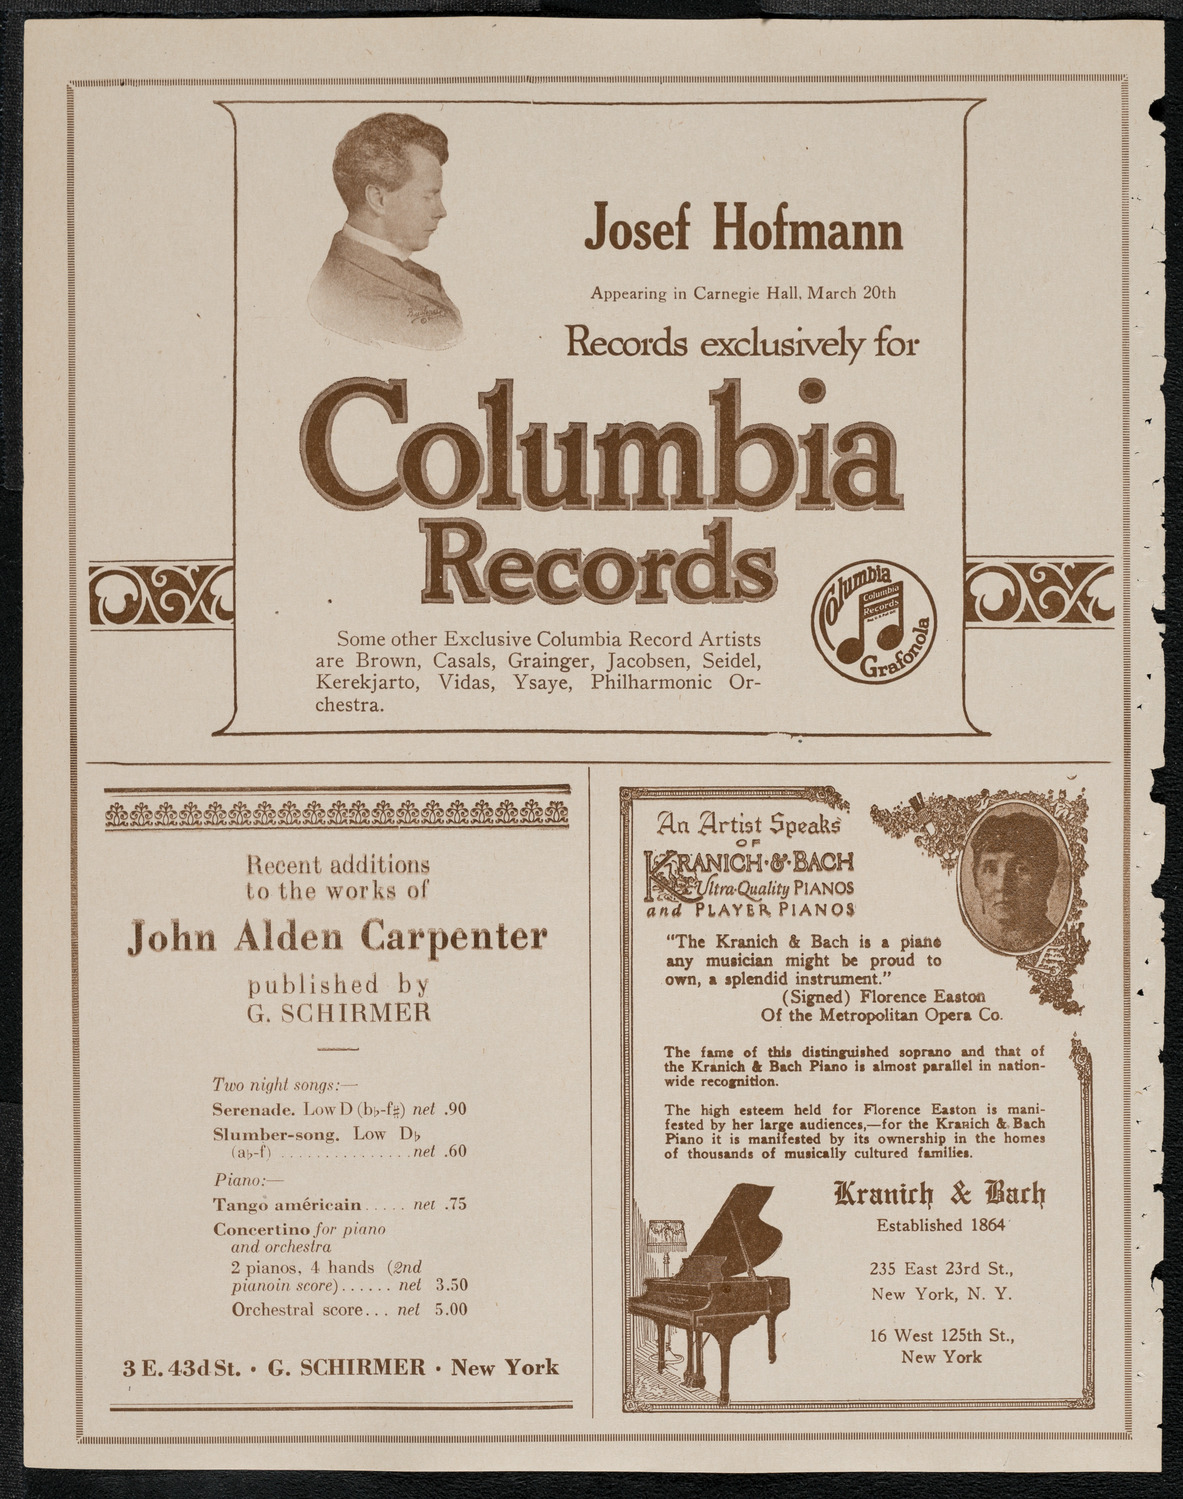 Josef Hofmann
Appearing in Carnegie Hall, March 20th
Records exclusively for
Columbia
Records
Some other Exclusive Columbia Record Artists
are Brown, Casals, Grainger, Jacobsen, Seidel,
Kerekjarto, Vidas, Ysaye, Philharmonic Or-
chestra.
Columbia
Columbia
Records
Grafonola
Recent additions
to the works of
John Alden Carpenter
published by
G. SCHIRMER
Two night songs:—
Serenade. Low D (b♭-f♯) net .90
Slumber-song. Low D♭
(a♭-f) ............... net .60
Piano:—
Tango américain ..... net .75
Concertino for piano
and orchestra
2 pianos, 4 hands (2nd
pianoin score)...... net 3.50
Orchestral score... net 5.00
3 E. 43d St. · G. SCHIRMER · New York
An Artist Speaks
OF
KRANICH·&·BACH
Ultra-Quality PIANOS
and PLAYER PIANOS
"The Kranich & Bach is a piano
any musician might be proud to
own, a splendid instrument."
(Signed) Florence Easton
Of the Metropolitan Opera Co.
The fame of this distinguished soprano and that of
the Kranich & Bach Piano is almost parallel in nation-
wide recognition.
The high esteem held for Florence Easton is mani-
fested by her large audiences,—for the Kranich & Bach
Piano it is manifested by its ownership in the homes
of thousands of musically cultured families.
Kranich & Bach
Established 1864
235 East 23rd St.,
New York, N. Y.
16 West 125th St.,
New York